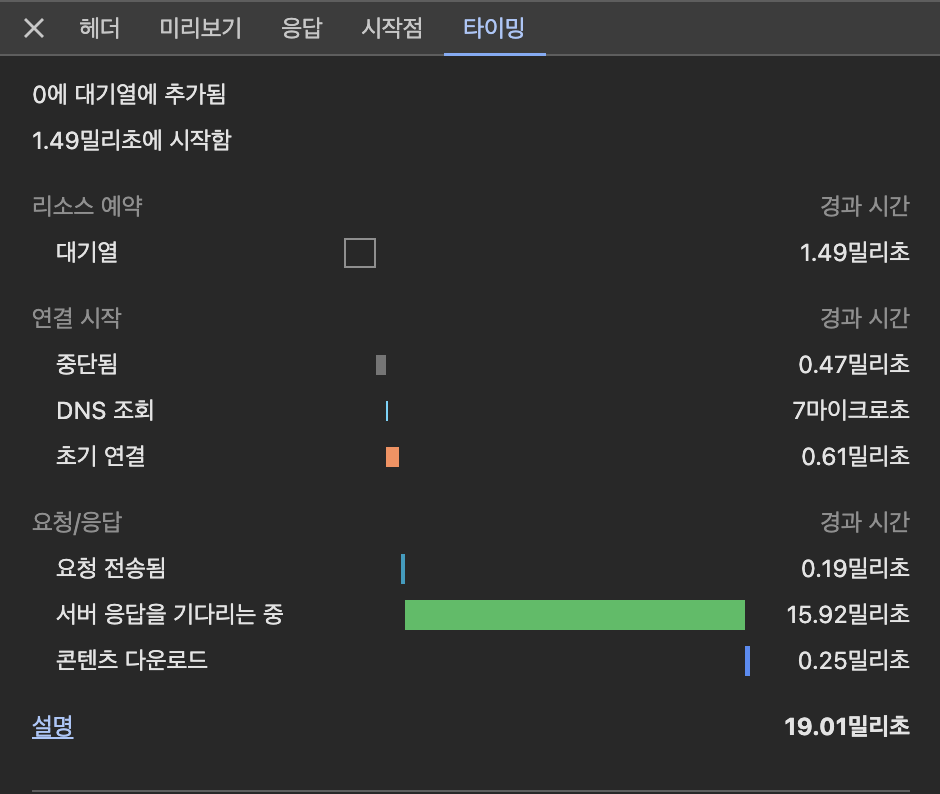 헤더 미리보기 응답 시작점 타이밍
0에 대기열에 추가됨
1.49밀리초에 시작함
리소스 예약 경과 시간
대기열 1.49밀리초
연결 시작 경과 시간
중단됨 0.47밀리초
DNS 조회 7마이크로초
초기 연결 0.61밀리초
요청/응답 경과 시간
요청 전송됨 0.19밀리초
서버 응답을 기다리는 중 15.92밀리초
콘텐츠 다운로드 0.25밀리초
설명 19.01밀리초